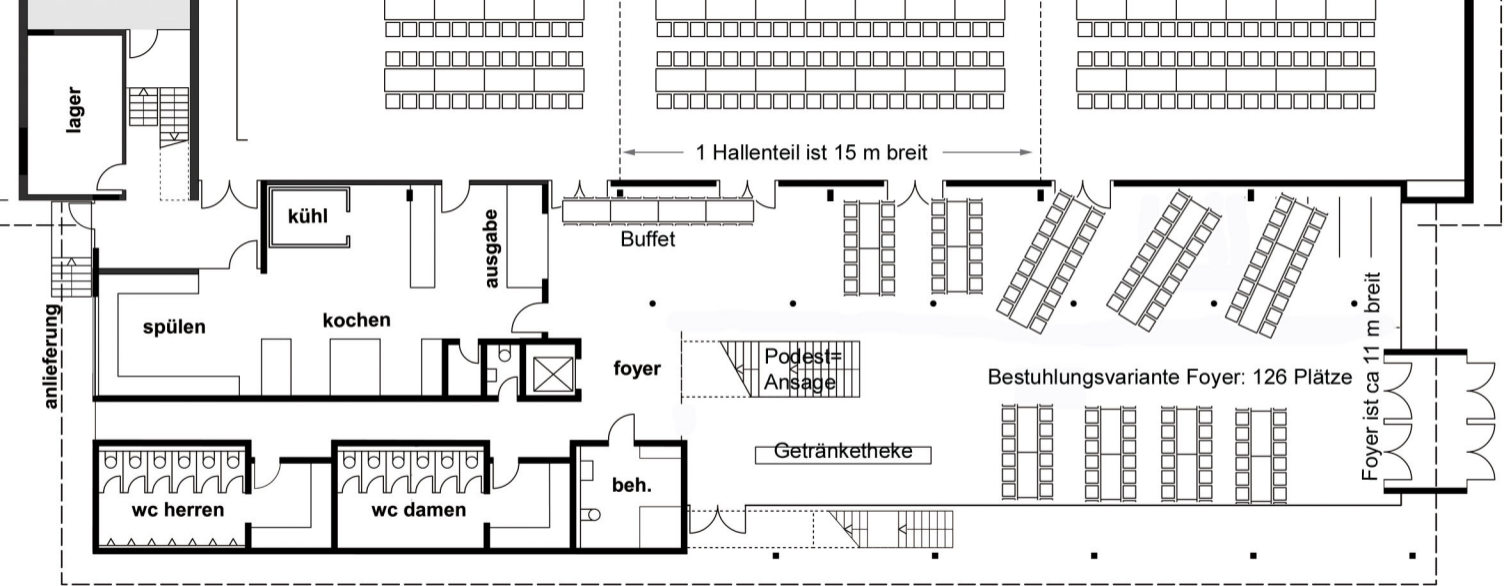 lager
1 Hallenteil ist 15 m breit
kühl
ausgabe
Buffet
spülen
kochen
anlieferung
foyer
Podest=
Ansage
Bestuhlungsvariante Foyer: 126 Plätze
Foyer ist ca 11 m breit
Getränketheke
wc herren
wc damen
beh.